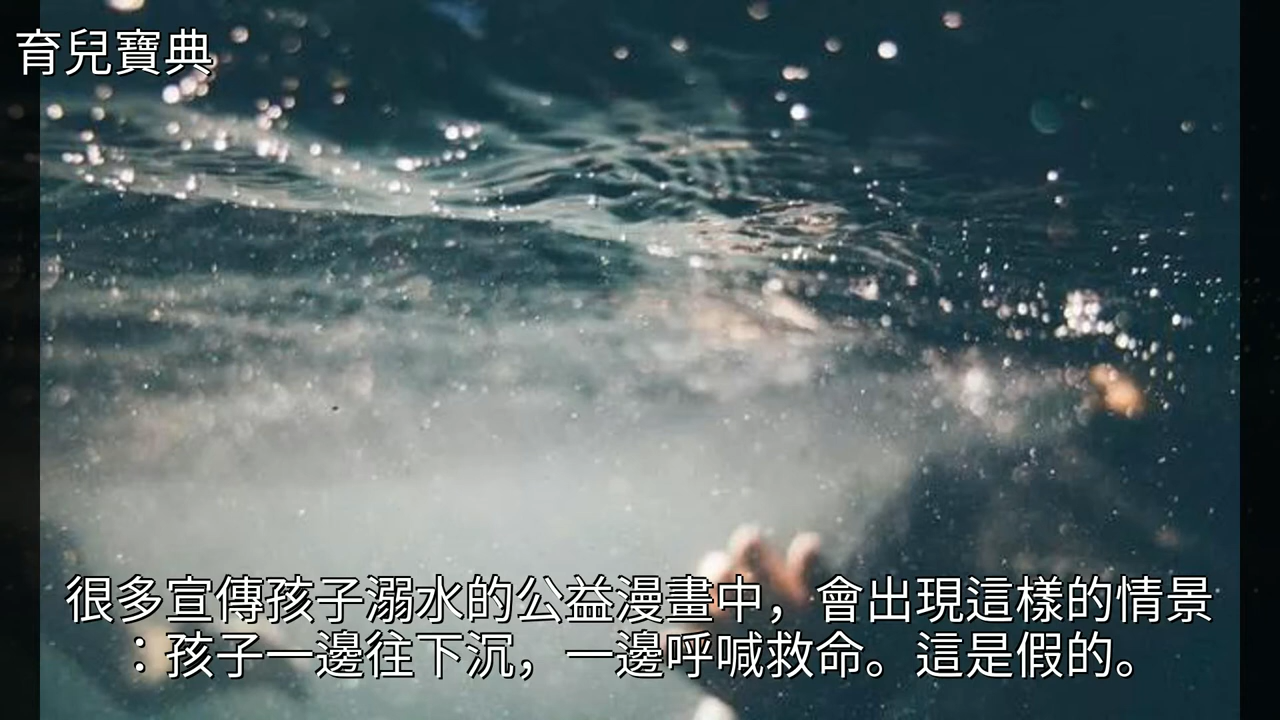 育兒寶典
很多宣傳孩子溺水的公益漫畫中，會出現這樣的情景
：孩子一邊往下沉，一邊呼喊救命。這是假的。